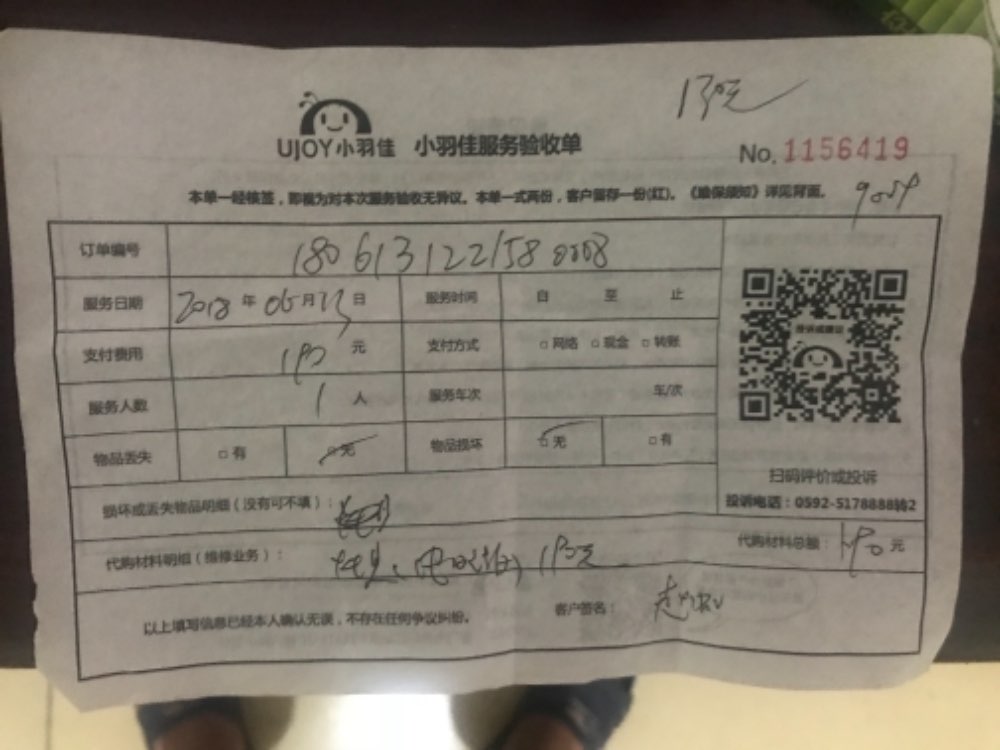 UJOY小羽佳 小羽佳服务验收单
No. 1156419
本单一经核签，即视为对本次服务验收无异议。本单一式两份，客户留存一份(红)。《维保须知》详见背面。
订单编号 180613122158 0008
服务日期 2018 年 06 月 13 日 服务时间 自 至 止
支付费用 元 支付方式 □网络 □现金 □转账
服务人数 1 人 服务车次 车/次
物品丢失 □有 □无 物品损坏 □无 □有
投诉或建议
扫码评价或投诉
投诉电话：0592-5178888转2
损坏或丢失物品明细（没有可不填）：
代购材料明细（维修业务）：
代购材料总额： 元
以上填写信息已经本人确认无误，不存在任何争议纠纷。 客户签名：